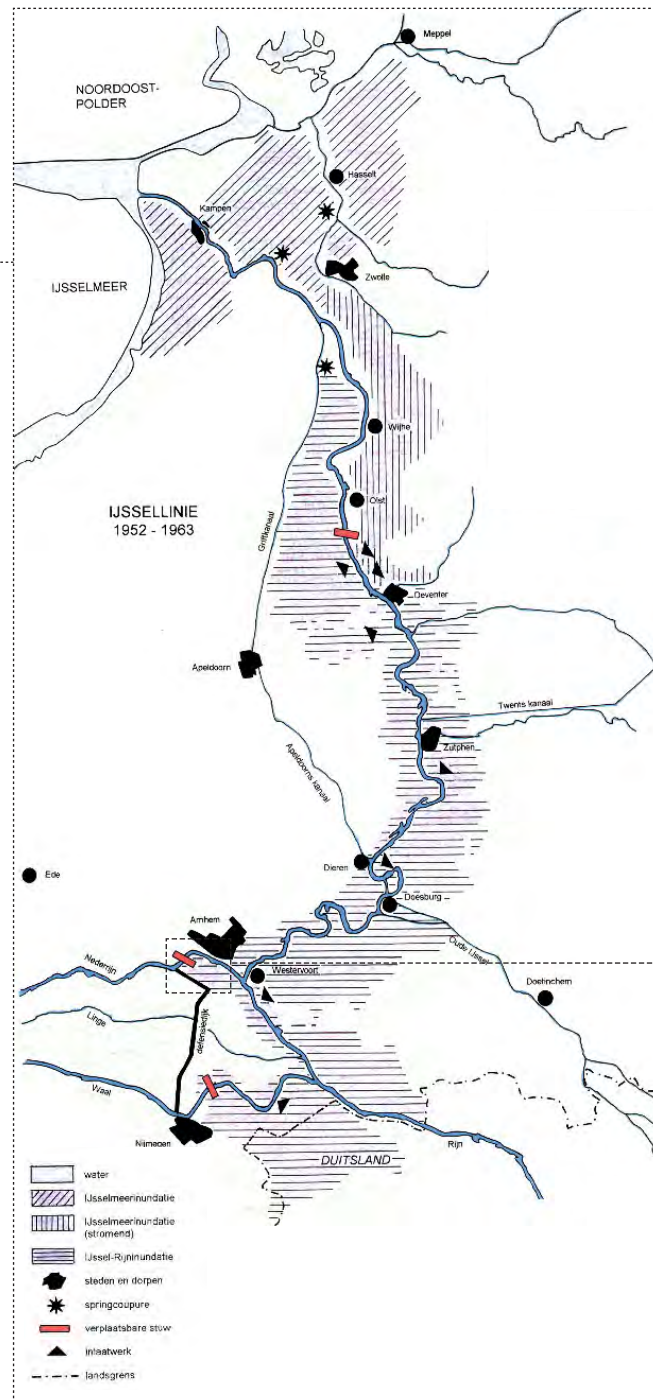 Meppel
NOORDOOST-
POLDER
Hasselt
Kampen
IJSSELMEER
Zwolle
Wijhe
IJSSELLINIE
1952 - 1963
Olst
Griftkanaal
Deventer
Apeldoorn
Twents kanaal
Zutphen
Apeldoorns kanaal
Dieren
Ede
Doesburg
Arnhem
Oude IJssel
Nederrijn
Westervoort
Doetinchem
Linge
defensiedijk
Waal
Nijmegen
Rijn
DUITSLAND
water
IJsselmeerinundatie
IJsselmeerinundatie
(stromend)
IJssel-Rijninundatie
steden en dorpen
springcoupure
verplaatsbare stuw
inlaatwerk
landsgrens